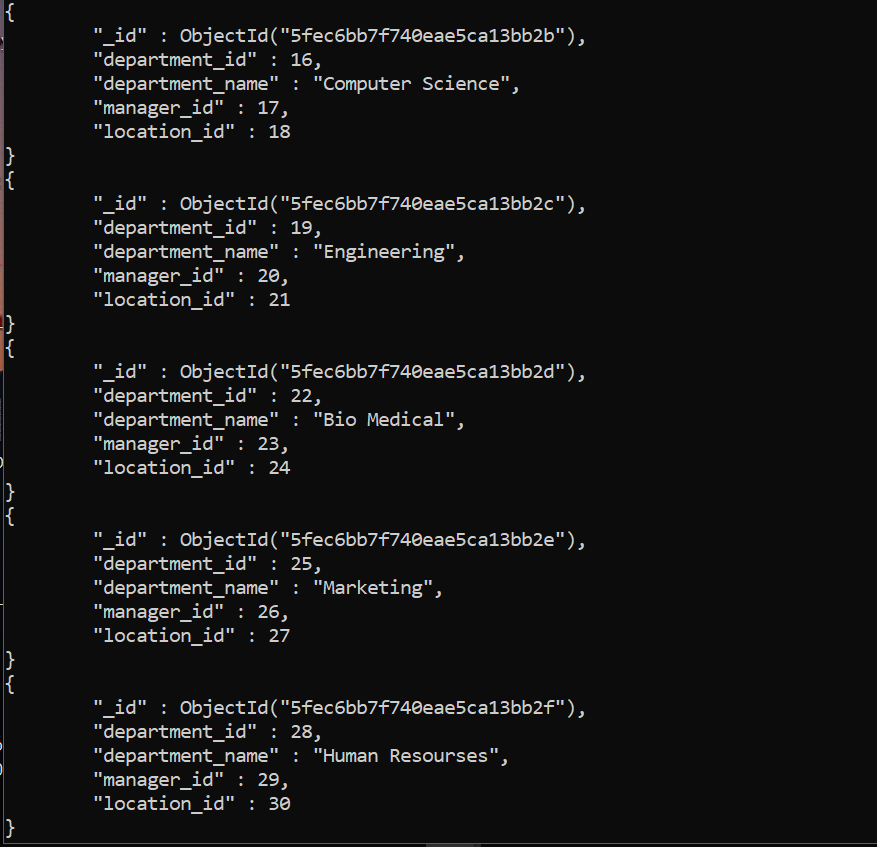 {
"_id" : ObjectId("5fec6bb7f740eae5ca13bb2b"),
"department_id" : 16,
"department_name" : "Computer Science",
"manager_id" : 17,
"location_id" : 18
}
{
"_id" : ObjectId("5fec6bb7f740eae5ca13bb2c"),
"department_id" : 19,
"department_name" : "Engineering",
"manager_id" : 20,
"location_id" : 21
}
{
"_id" : ObjectId("5fec6bb7f740eae5ca13bb2d"),
"department_id" : 22,
"department_name" : "Bio Medical",
"manager_id" : 23,
"location_id" : 24
}
{
"_id" : ObjectId("5fec6bb7f740eae5ca13bb2e"),
"department_id" : 25,
"department_name" : "Marketing",
"manager_id" : 26,
"location_id" : 27
}
{
"_id" : ObjectId("5fec6bb7f740eae5ca13bb2f"),
"department_id" : 28,
"department_name" : "Human Resourses",
"manager_id" : 29,
"location_id" : 30
}